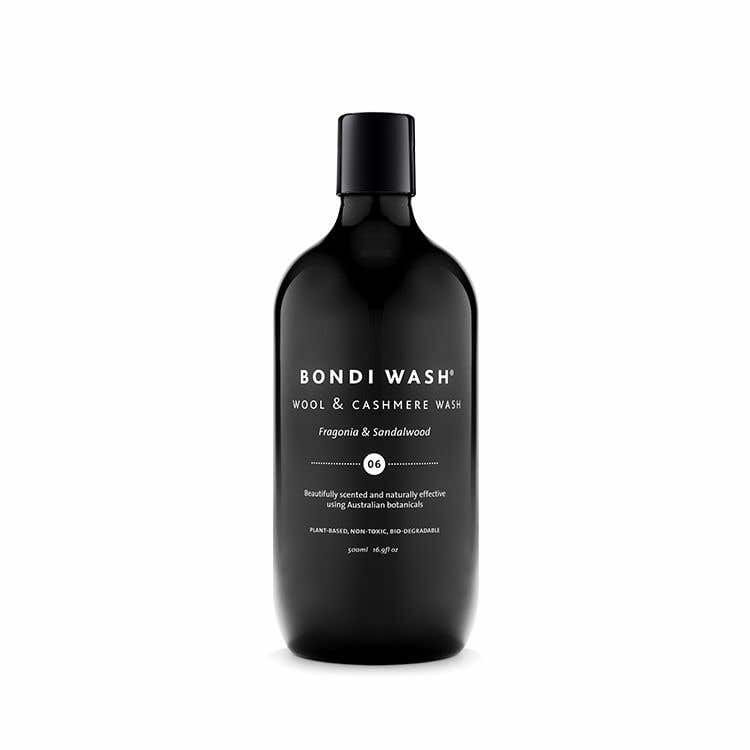 BONDI WASH®
WOOL & CASHMERE WASH
Fragonia & Sandalwood
06
Beautifully scented and naturally effective
using Australian botanicals
PLANT-BASED, NON-TOXIC, BIO-DEGRADABLE
500ml 16.9fl oz